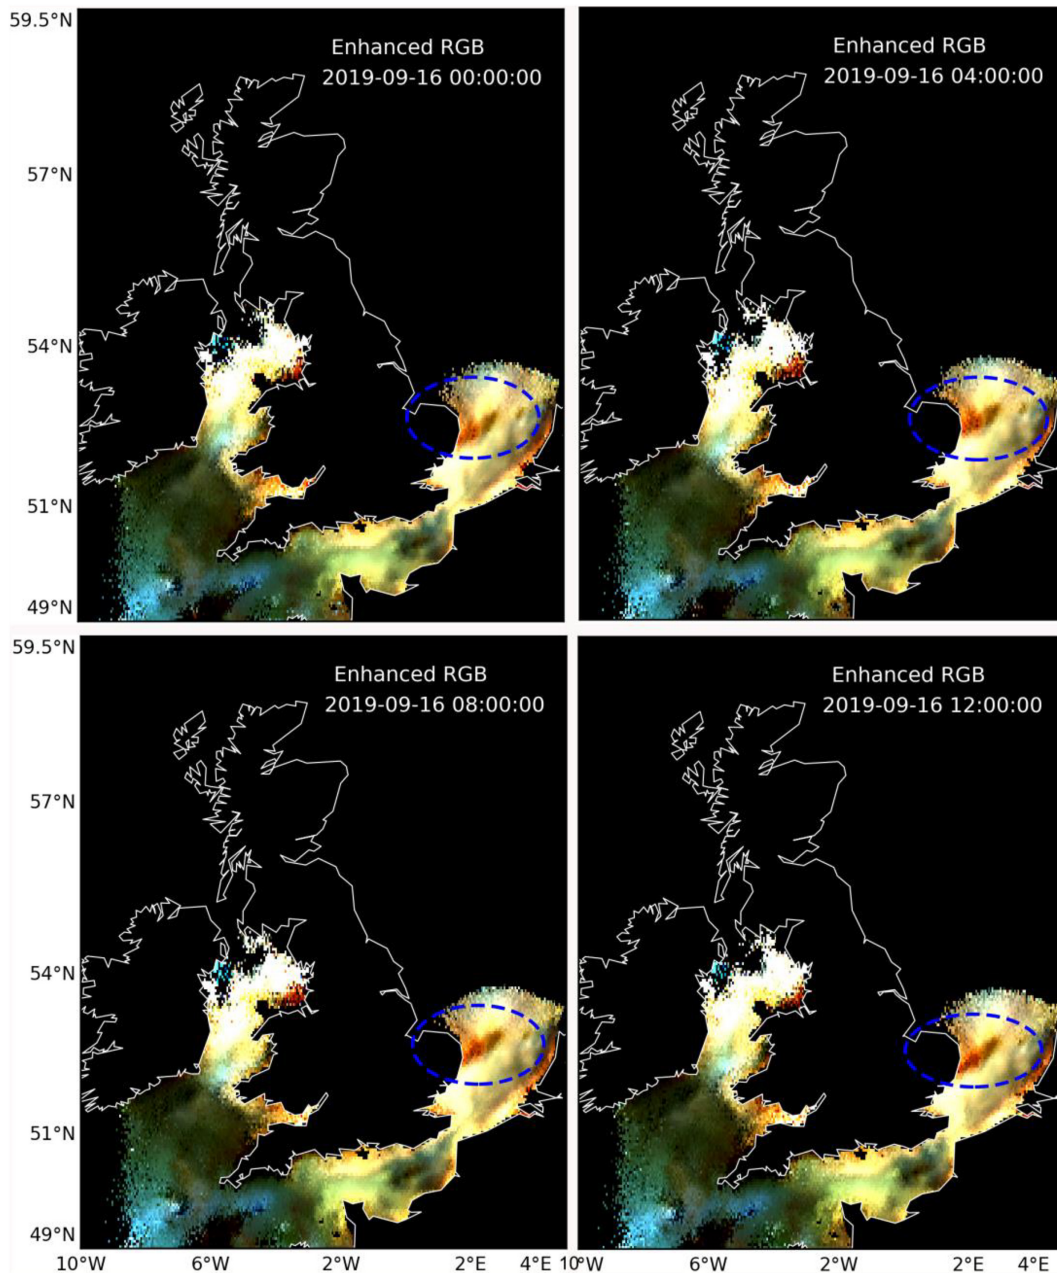 59.5°N
Enhanced RGB
2019-09-16 00:00:00
Enhanced RGB
2019-09-16 04:00:00
57°N
54°N
51°N
49°N
59.5°N
Enhanced RGB
2019-09-16 08:00:00
Enhanced RGB
2019-09-16 12:00:00
57°N
54°N
51°N
49°N
10°W 6°W 2°W 2°E 4°E 10°W 6°W 2°W 2°E 4°E